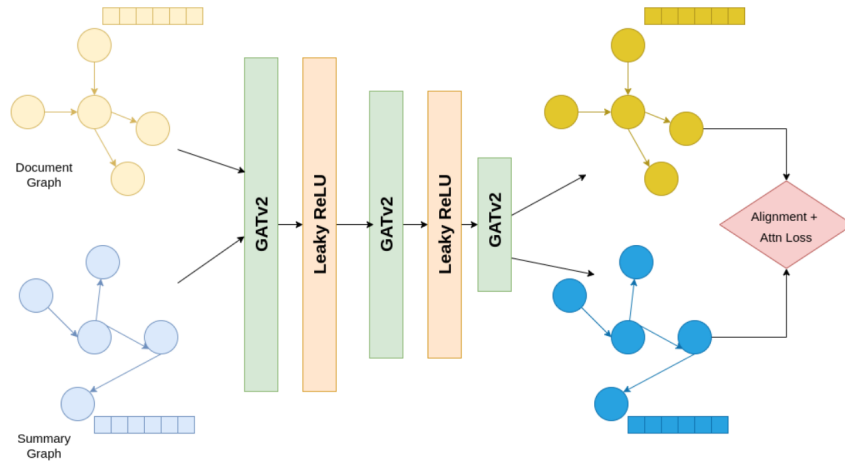 Document
Graph
GATv2
Leaky ReLU
GATv2
Leaky ReLU
GATv2
Alignment +
Attn Loss
Summary
Graph